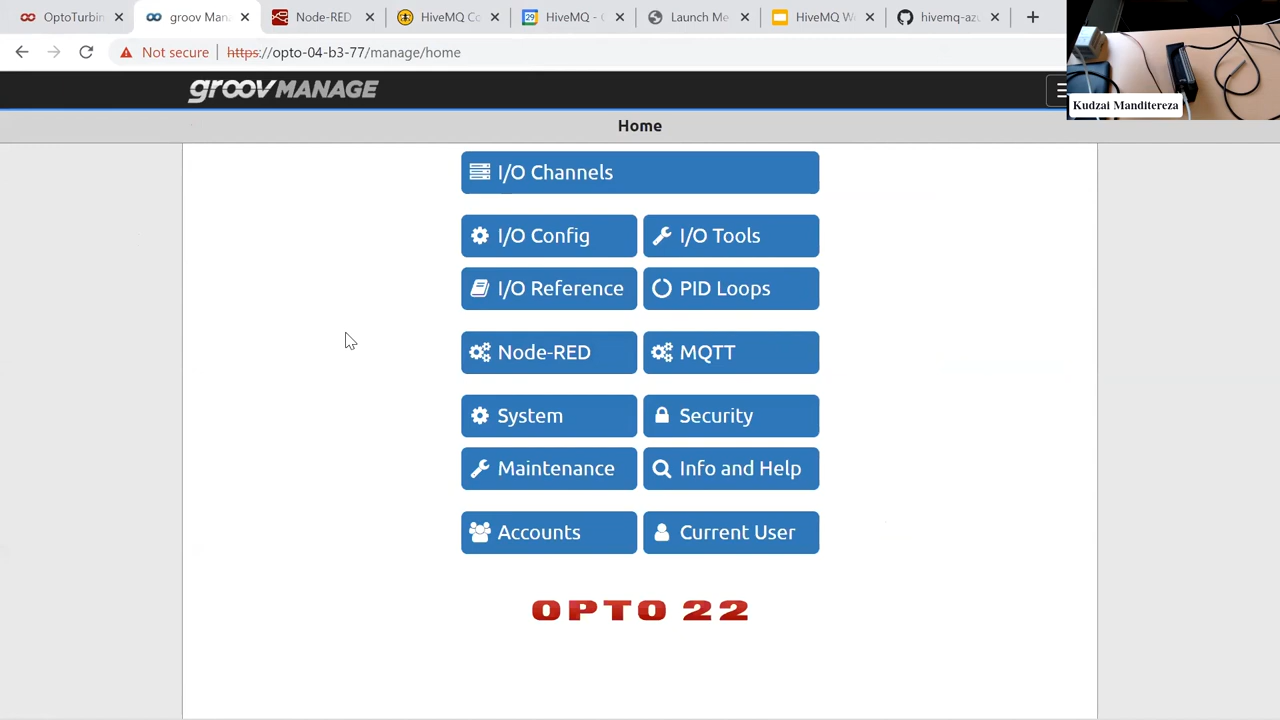 OptoTurbin
groov Man
Node-RED
HiveMQ Co
HiveMQ - C
Launch Me
HiveMQ W
hivemq-az
Not secure
https://opto-04-b3-77/manage/home
groov MANAGE
Kudzai Manditereza
Home
I/O Channels
I/O Config
I/O Tools
I/O Reference
PID Loops
Node-RED
MQTT
System
Security
Maintenance
Info and Help
Accounts
Current User
OPTO 22